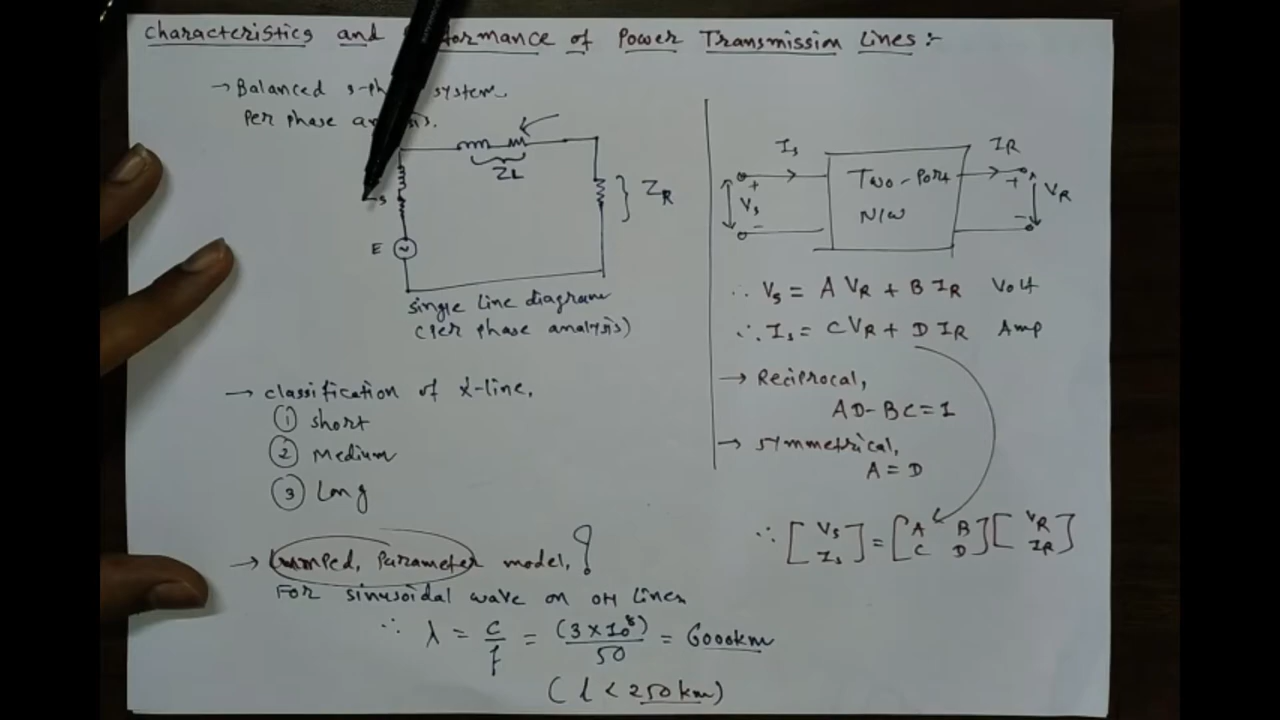 Characteristics and Performance of Power Transmission Lines :-
→ Balanced 3-Ph system.
Per phase analysis.
ZL
ZR
E
single line diagram
(Per phase analysis)
→ classification of X-line.
① short
② Medium
③ Long
→ Lumped, Parameter model,
For sinusoidal wave on OH Lines
∴ λ = C/f = (3 × 10⁸)/50 = 6000km
(l < 250 km)
Is
IR
+ Two-Port +
Vs N/W VR
- -
∴ Vs = A VR + B IR Volt
∴ Is = C VR + D IR Amp
→ Reciprocal,
AD - BC = 1
→ symmetrical,
A = D
∴ [Vs Is] = [A B C D] [VR IR]